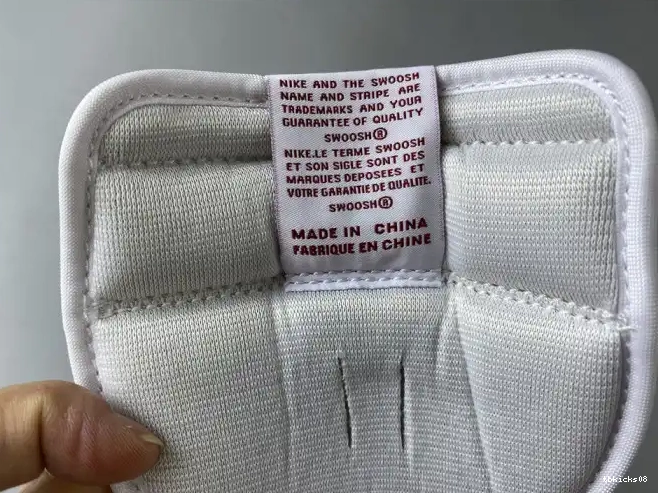 NIKE AND THE SWOOSH
NAME AND STRIPE ARE
TRADEMARKS AND YOUR
GUARANTEE OF QUALITY
SWOOSH®
NIKE.LE TERME SWOOSH
ET SON SIGLE SONT DES
MARQUES DEPOSEES ET
VOTRE GARANTIE DE QUALITE.
SWOOSH®
MADE IN CHINA
FABRIQUE EN CHINE